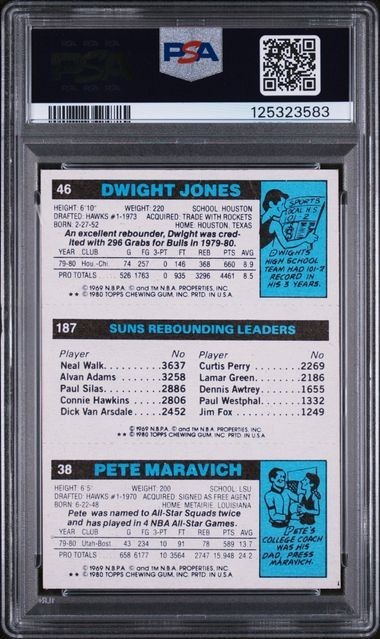 PSA
PSA
125323583
46 DWIGHT JONES
HEIGHT: 6'10" WEIGHT: 220 SCHOOL: HOUSTON
DRAFTED: HAWKS #1-1973 ACQUIRED: TRADE WITH ROCKETS
BORN: 2-27-52 HOME: HOUSTON, TEXAS
An excellent rebounder, Dwight was cred-
ited with 296 Grabs for Bulls in 1979-80.
YEAR CLUB G FG 3-PT FT REB PTS AVG
79-80 Hou.-Chi. 74 257 0 146 368 660 8.9
PRO TOTALS 526 1763 0 935 3296 4461 8.5
© 1969 N.B.P.A. © and TM N.B.A. PROPERTIES, INC.
★★ © 1980 TOPPS CHEWING GUM, INC. PRTD. IN U.S.A.
SPORTS
LOCAL H.S.
101-2
DWIGHT'S
HIGH SCHOOL
TEAM HAD 101-2
RECORD IN
HIS 3 YEARS.
187 SUNS REBOUNDING LEADERS
Player No Player No
Neal Walk 3637 Curtis Perry 2269
Alvan Adams 3258 Lamar Green 2186
Paul Silas 2886 Dennis Awtrey 1655
Connie Hawkins 2806 Paul Westphal 1332
Dick Van Arsdale 2452 Jim Fox 1249
© 1969 N.B.P.A. © and TM N.B.A. PROPERTIES, INC.
★★ © 1980 TOPPS CHEWING GUM, INC. PRTD. IN U.S.A.
38 PETE MARAVICH
HEIGHT: 6'5" WEIGHT: 200 SCHOOL: LSU
DRAFTED: HAWKS #1-1970 ACQUIRED: SIGNED AS FREE AGENT
BORN: 6-22-48 HOME: METAIRIE, LOUISIANA
Pete was named to All-Star Squads twice
and has played in 4 NBA All-Star Games.
YEAR CLUB G FG 3-PT FT REB PTS AVG
79-80 Utah-Bost. 43 234 10 91 78 589 13.7
PRO TOTALS 658 6177 10 3564 2747 15,948 24.2
© 1969 N.B.P.A. © and TM N.B.A. PROPERTIES, INC.
★★ © 1980 TOPPS CHEWING GUM, INC. PRTD. IN U.S.A.
PETE'S
COLLEGE COACH
WAS HIS
DAD, PRESS
MARAVICH.